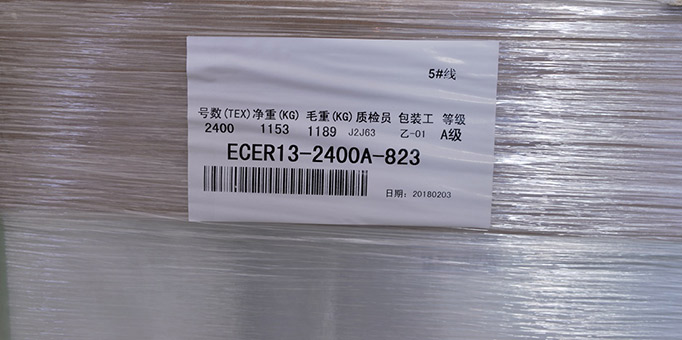 5#线
号数(TEX) 净重(KG) 毛重(KG) 质检员 包装工 等级
2400 1153 1189 J2J63 乙-01 A级
ECER13-2400A-823
日期: 20180203